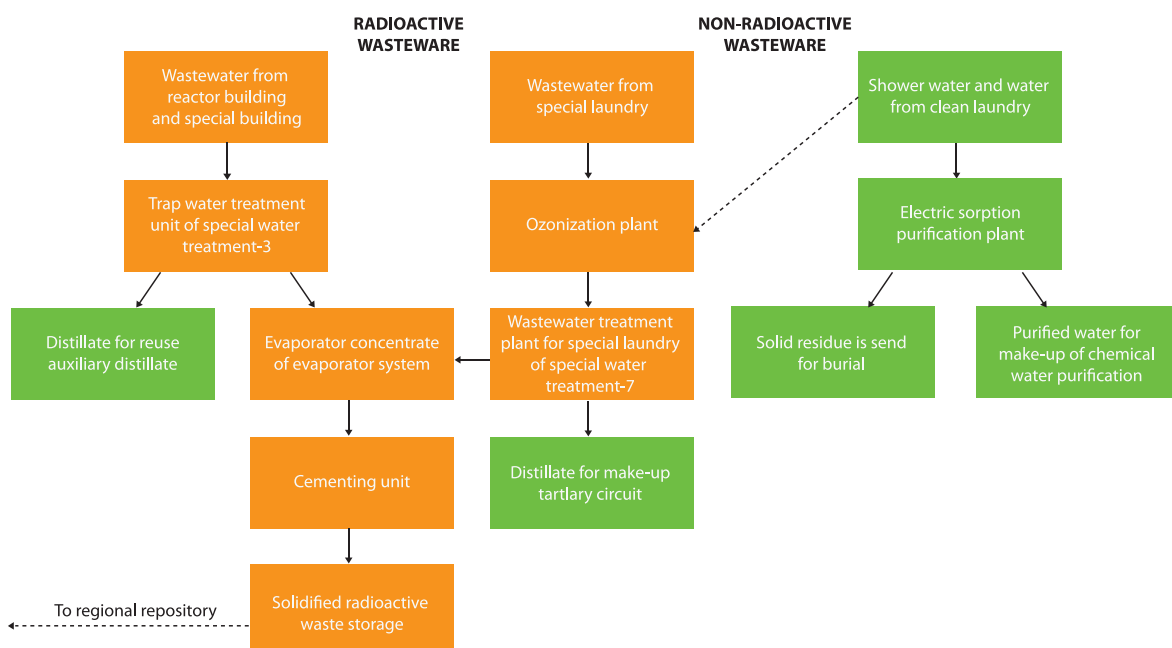 RADIOACTIVE
WASTEWARE
NON-RADIOACTIVE
WASTEWARE
Wastewater from
reactor building
and special building
Wastewater from
special laundry
Shower water and water
from clean laundry
Trap water treatment
unit of special water
treatment-3
Ozonization plant
Electric sorption
purification plant
Distillate for reuse
auxiliary distillate
Evaporator concentrate
of evaporator system
Wastewater treatment
plant for special laundry
of special water
treatment-7
Solid residue is send
for burial
Purified water for
make-up of chemical
water purification
Cementing unit
Distillate for make-up
tartlary circuit
To regional repository
Solidified radioactive
waste storage